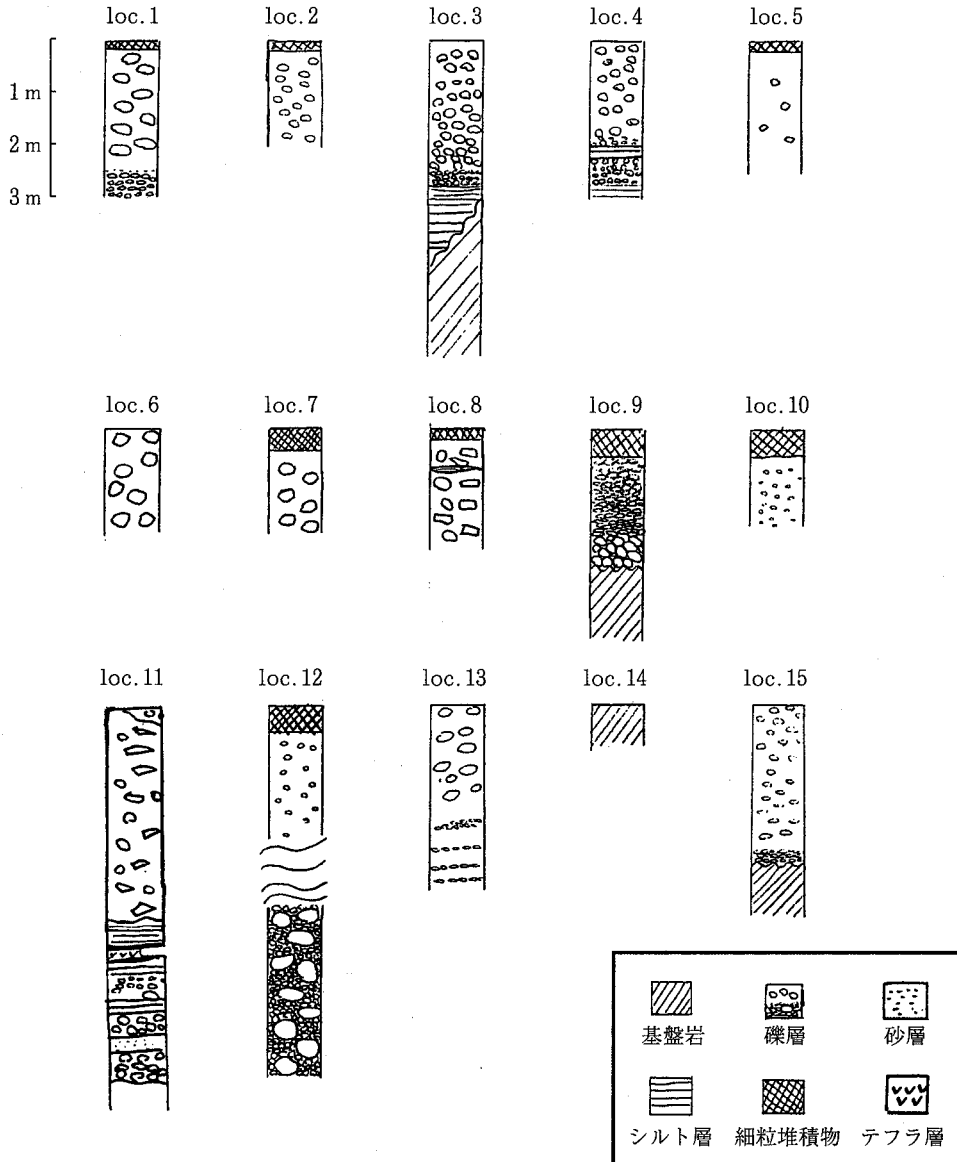 loc.1 loc.2 loc.3 loc.4 loc.5
1 m
2 m
3 m
loc.6 loc.7 loc.8 loc.9 loc.10
loc.11 loc.12 loc.13 loc.14 loc.15
基盤岩 礫層 砂層
シルト層 細粒堆積物 テフラ層